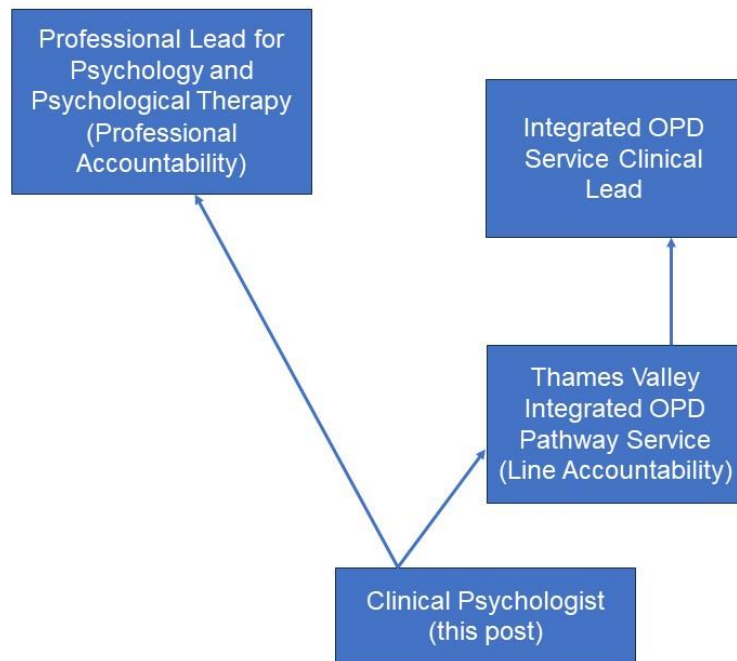 Professional Lead for
Psychology and
Psychological Therapy
(Professional
Accountability)
Integrated OPD
Service Clinical
Lead
Thames Valley
Integrated OPD
Pathway Service
(Line Accountability)
Clinical Psychologist
(this post)